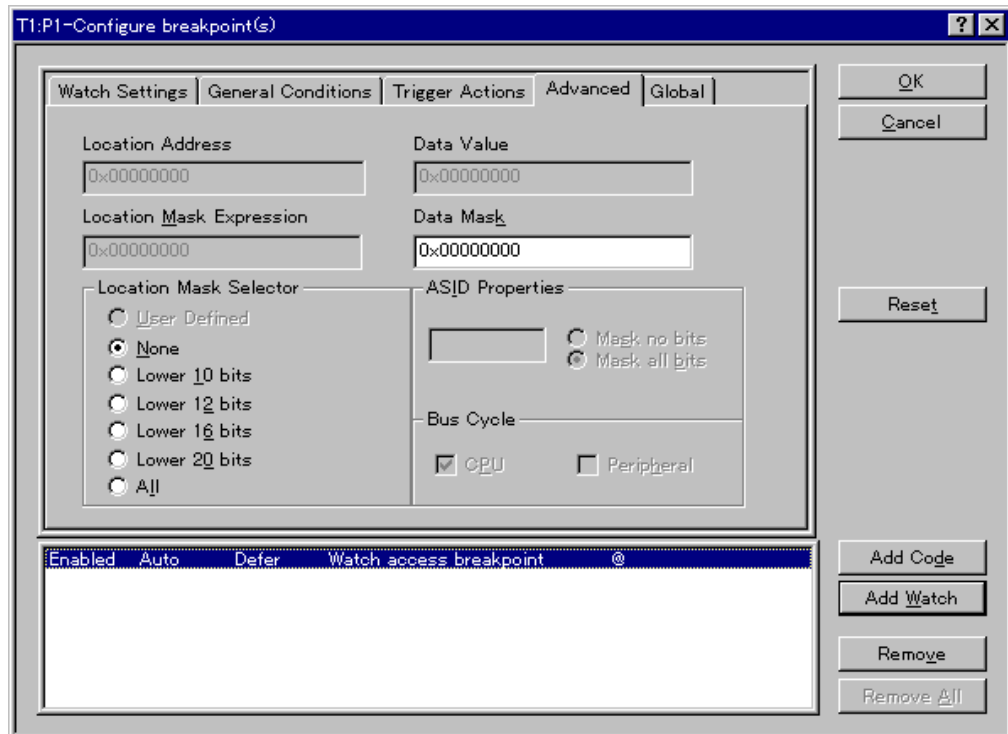 T1:P1-Configure breakpoint(s)
Watch Settings General Conditions Trigger Actions Advanced Global
OK
Cancel
Location Address Data Value
0x00000000 0x00000000
Location Mask Expression Data Mask
0x00000000 0x00000000
Location Mask Selector ASID Properties
Reset
User Defined
None
Mask no bits
Mask all bits
Lower 10 bits
Lower 12 bits
Lower 16 bits
Lower 20 bits
All
Bus Cycle
CPU Peripheral
Enabled Auto Defer Watch access breakpoint @
Add Code
Add Watch
Remove
Remove All